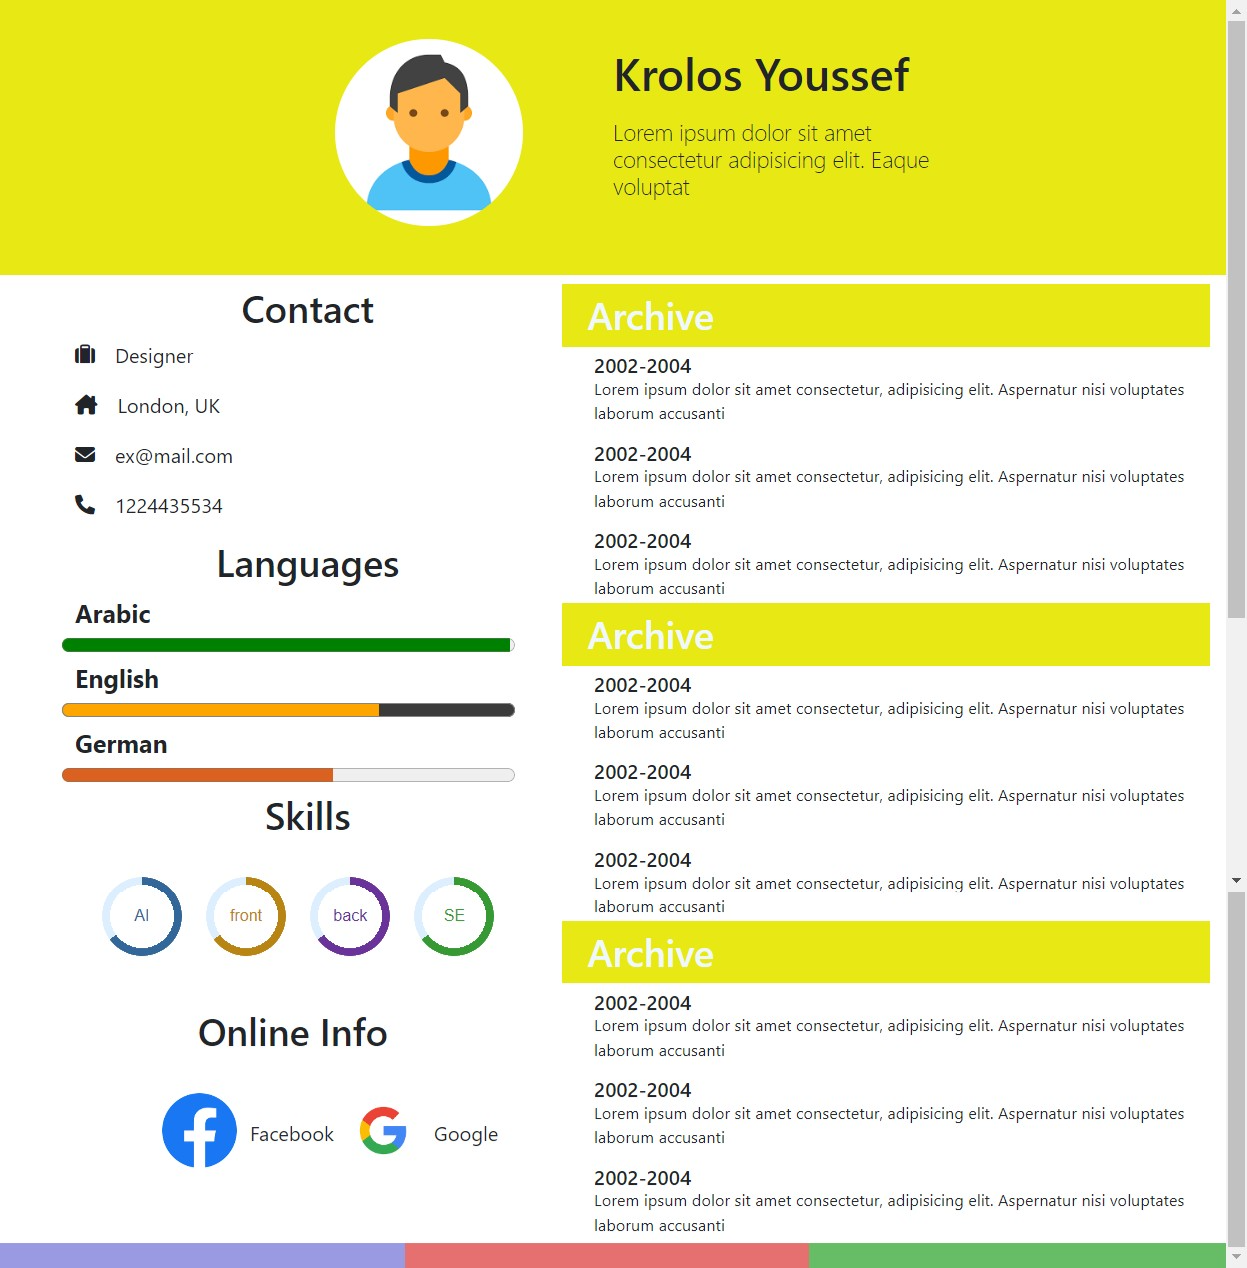 Krolos Youssef
Lorem ipsum dolor sit amet
consectetur adipisicing elit. Eaque
voluptat
Contact
Designer
London, UK
ex@mail.com
1224435534
Languages
Arabic
English
German
Skills
AI
front
back
SE
Online Info
Facebook
Google
Archive
2002-2004
Lorem ipsum dolor sit amet consectetur, adipisicing elit. Aspernatur nisi voluptates
laborum accusanti
2002-2004
Lorem ipsum dolor sit amet consectetur, adipisicing elit. Aspernatur nisi voluptates
laborum accusanti
2002-2004
Lorem ipsum dolor sit amet consectetur, adipisicing elit. Aspernatur nisi voluptates
laborum accusanti
Archive
2002-2004
Lorem ipsum dolor sit amet consectetur, adipisicing elit. Aspernatur nisi voluptates
laborum accusanti
2002-2004
Lorem ipsum dolor sit amet consectetur, adipisicing elit. Aspernatur nisi voluptates
laborum accusanti
2002-2004
Lorem ipsum dolor sit amet consectetur, adipisicing elit. Aspernatur nisi voluptates
laborum accusanti
Archive
2002-2004
Lorem ipsum dolor sit amet consectetur, adipisicing elit. Aspernatur nisi voluptates
laborum accusanti
2002-2004
Lorem ipsum dolor sit amet consectetur, adipisicing elit. Aspernatur nisi voluptates
laborum accusanti
2002-2004
Lorem ipsum dolor sit amet consectetur, adipisicing elit. Aspernatur nisi voluptates
laborum accusanti